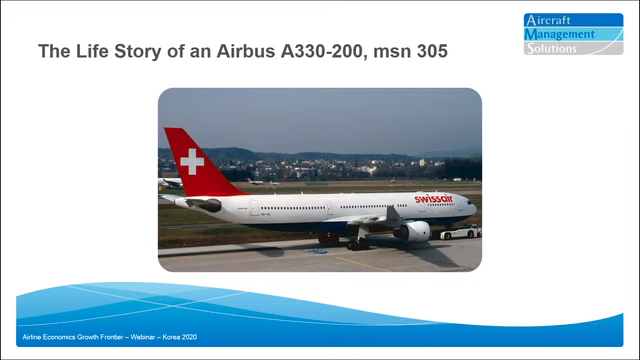 Aircraft
Management
Solutions
The Life Story of an Airbus A330-200, msn 305
swissair
Airline Economics Growth Frontier – Webinar – Korea 2020